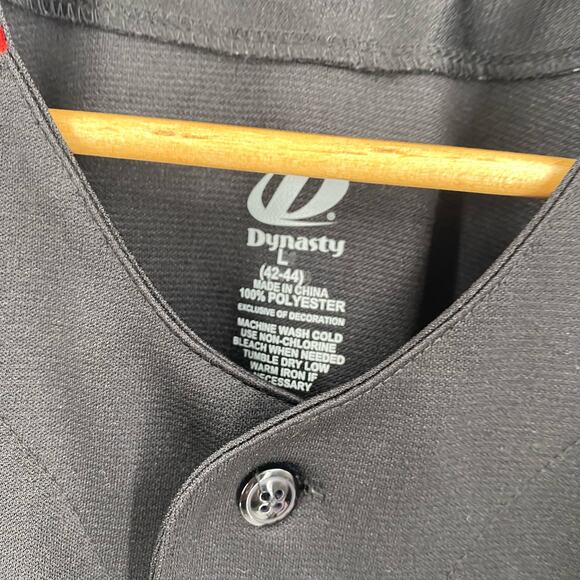 ®
Dynasty
L
(42-44)
MADE IN CHINA
100% POLYESTER
EXCLUSIVE OF DECORATION
MACHINE WASH COLD
USE NON-CHLORINE
BLEACH WHEN NEEDED
TUMBLE DRY LOW
WARM IRON IF
NECESSARY